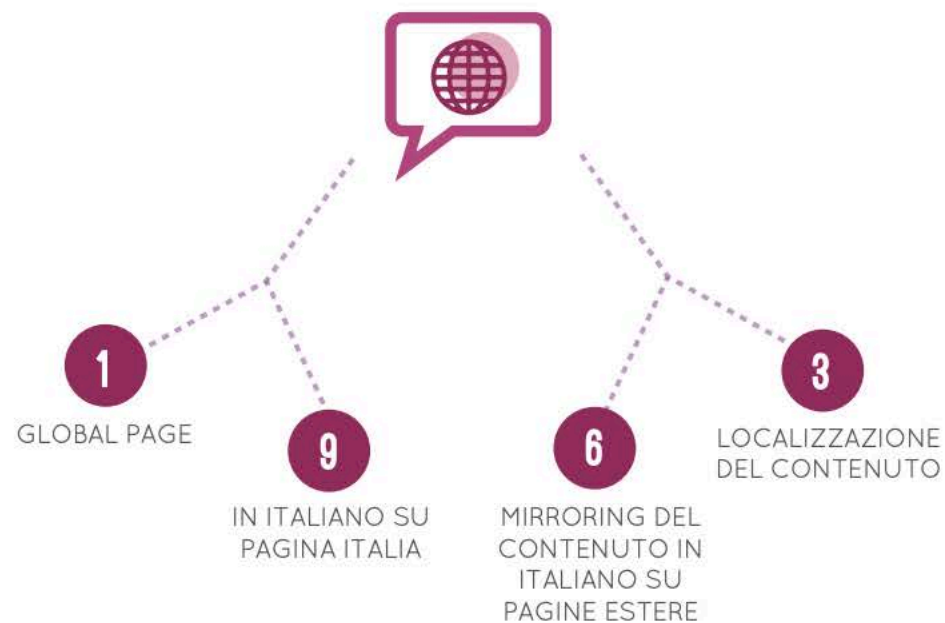 1
GLOBAL PAGE
9
IN ITALIANO SU
PAGINA ITALIA
6
MIRRORING DEL
CONTENUTO IN
ITALIANO SU
PAGINE ESTERE
3
LOCALIZZAZIONE
DEL CONTENUTO